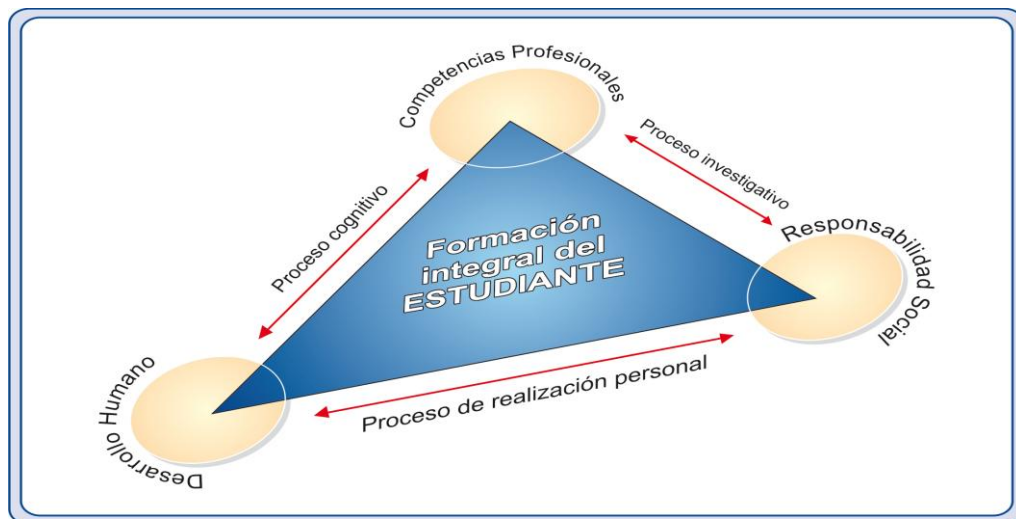 Competencias Profesionales
Proceso investigativo
Proceso cognitivo
Responsabilidad Social
Formación
integral del
ESTUDIANTE
Proceso de realización personal
Desarrollo Humano